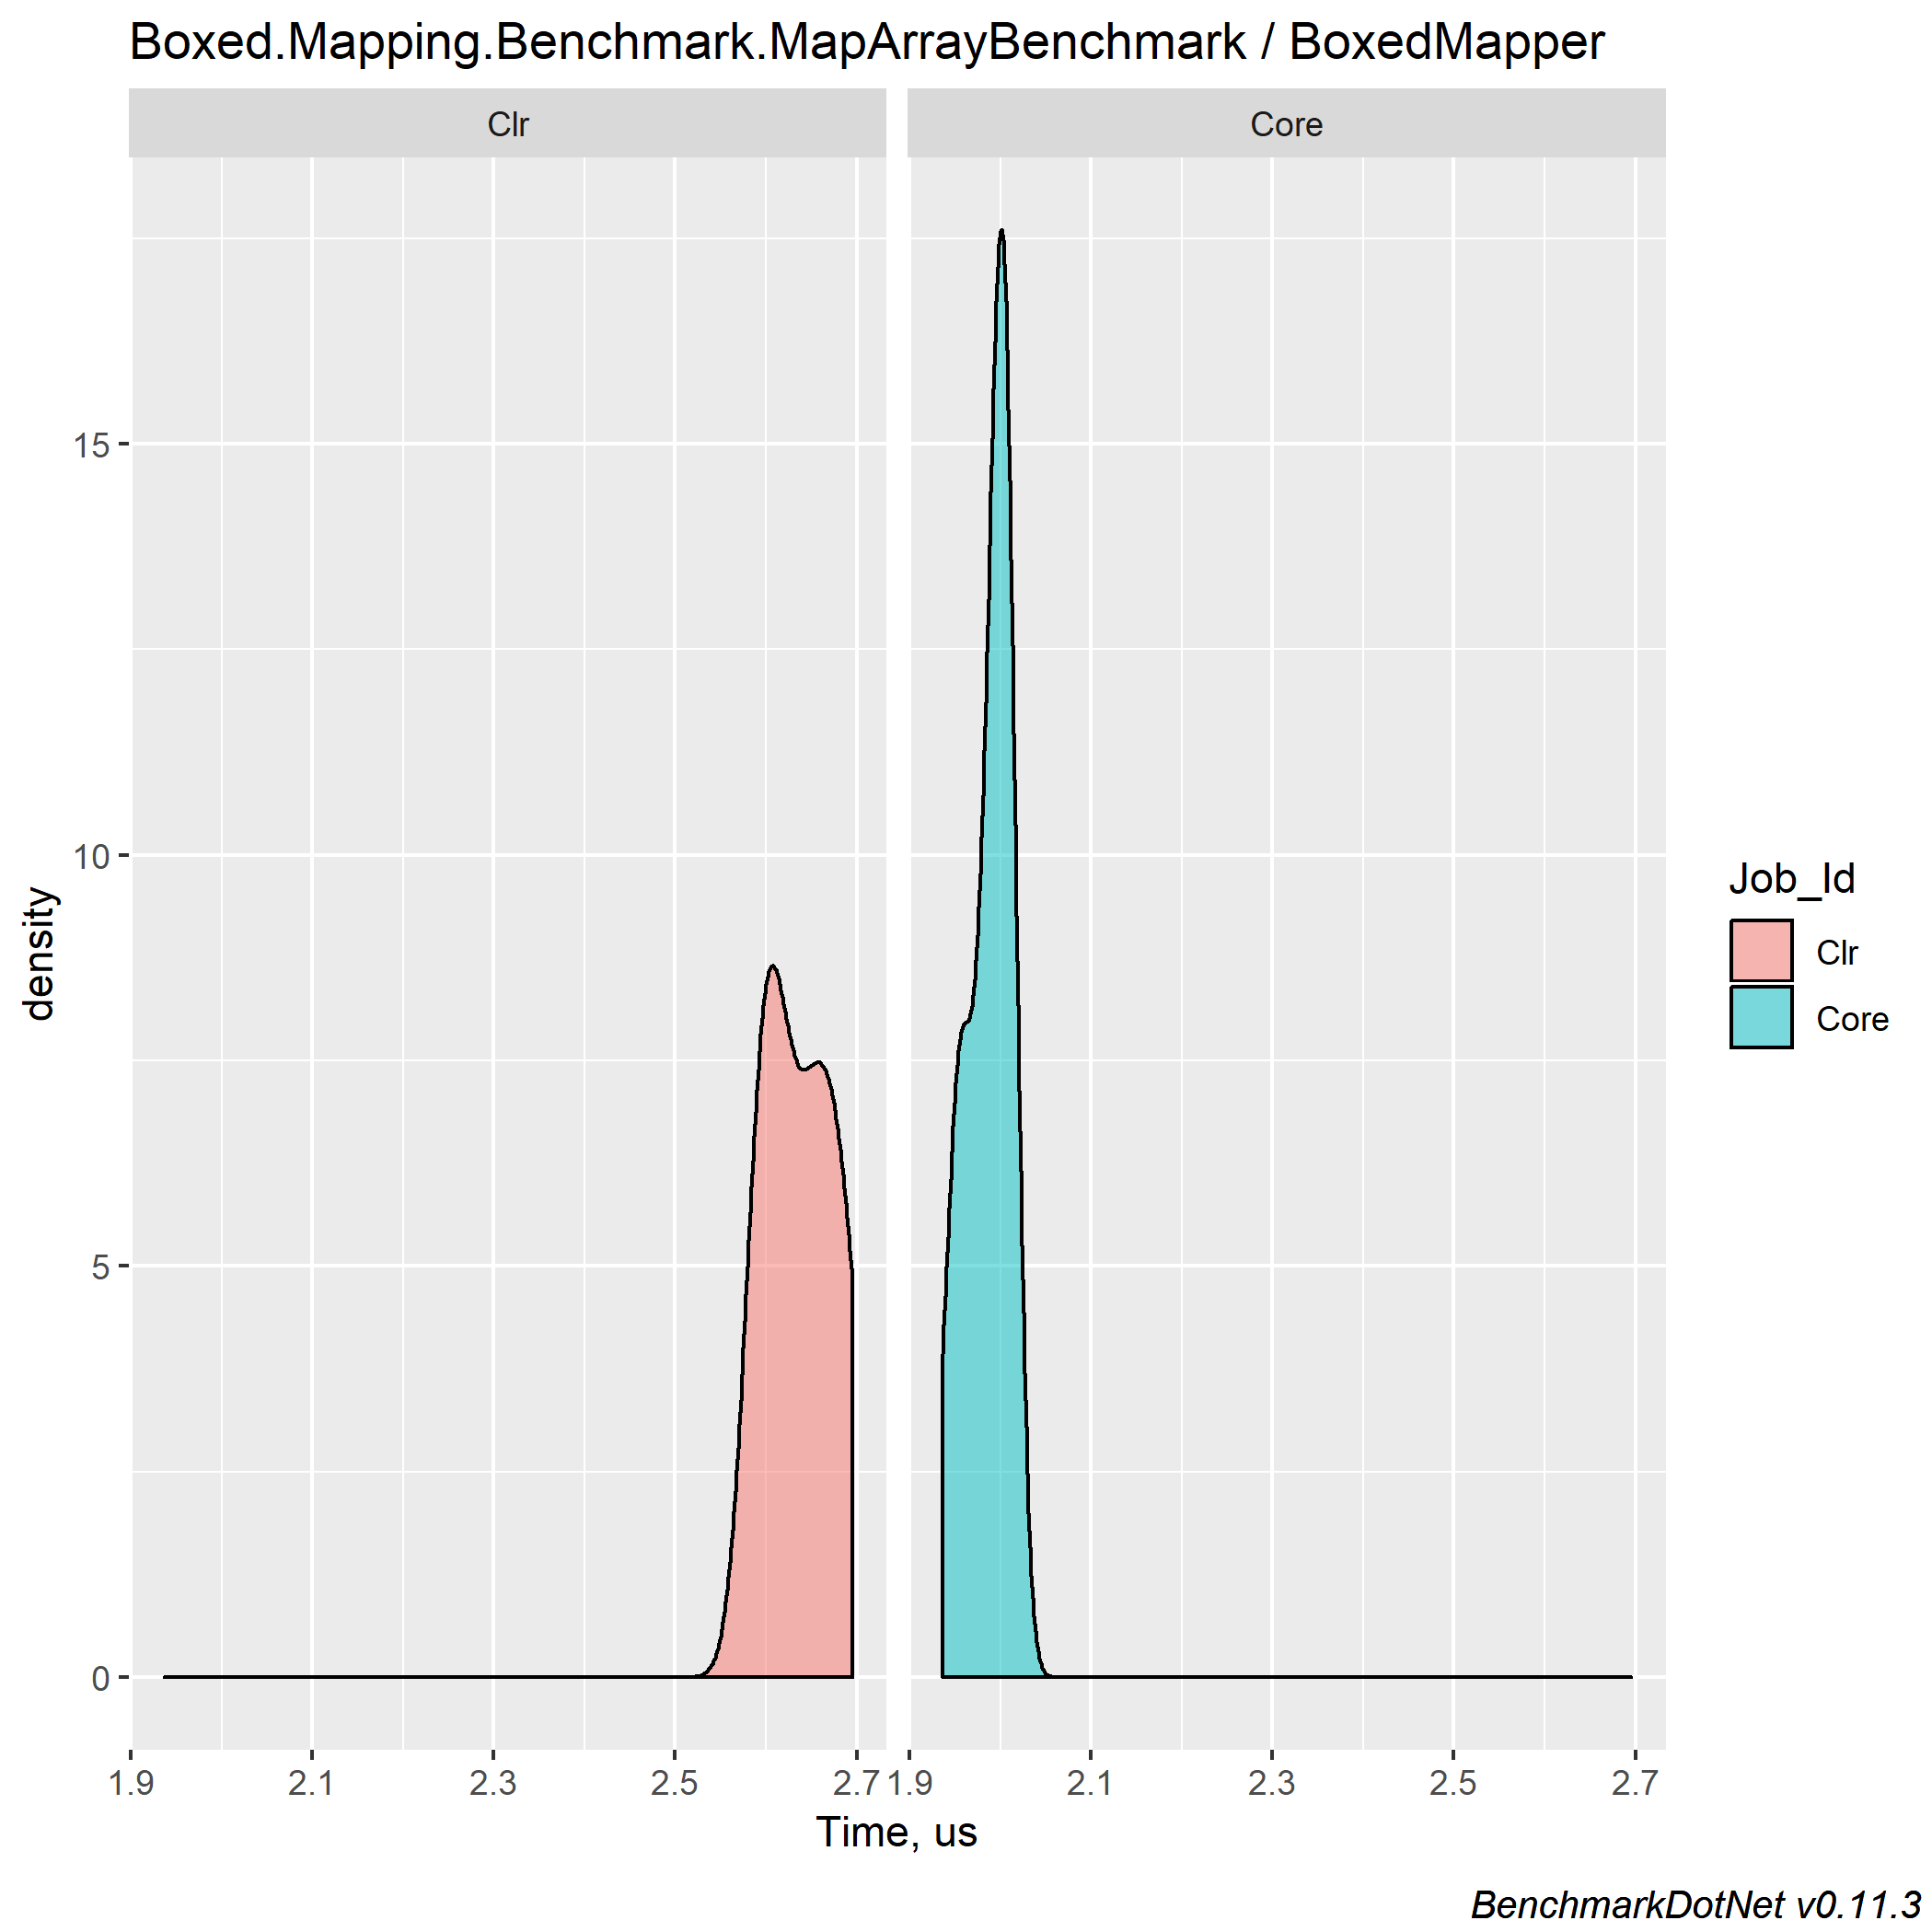 Boxed.Mapping.Benchmark.MapArrayBenchmark / BoxedMapper
Clr
Core
15
10
5
0
density
1.9
2.1
2.3
2.5
2.7
1.9
2.1
2.3
2.5
2.7
Time, us
Job_Id
Clr
Core
BenchmarkDotNet v0.11.3